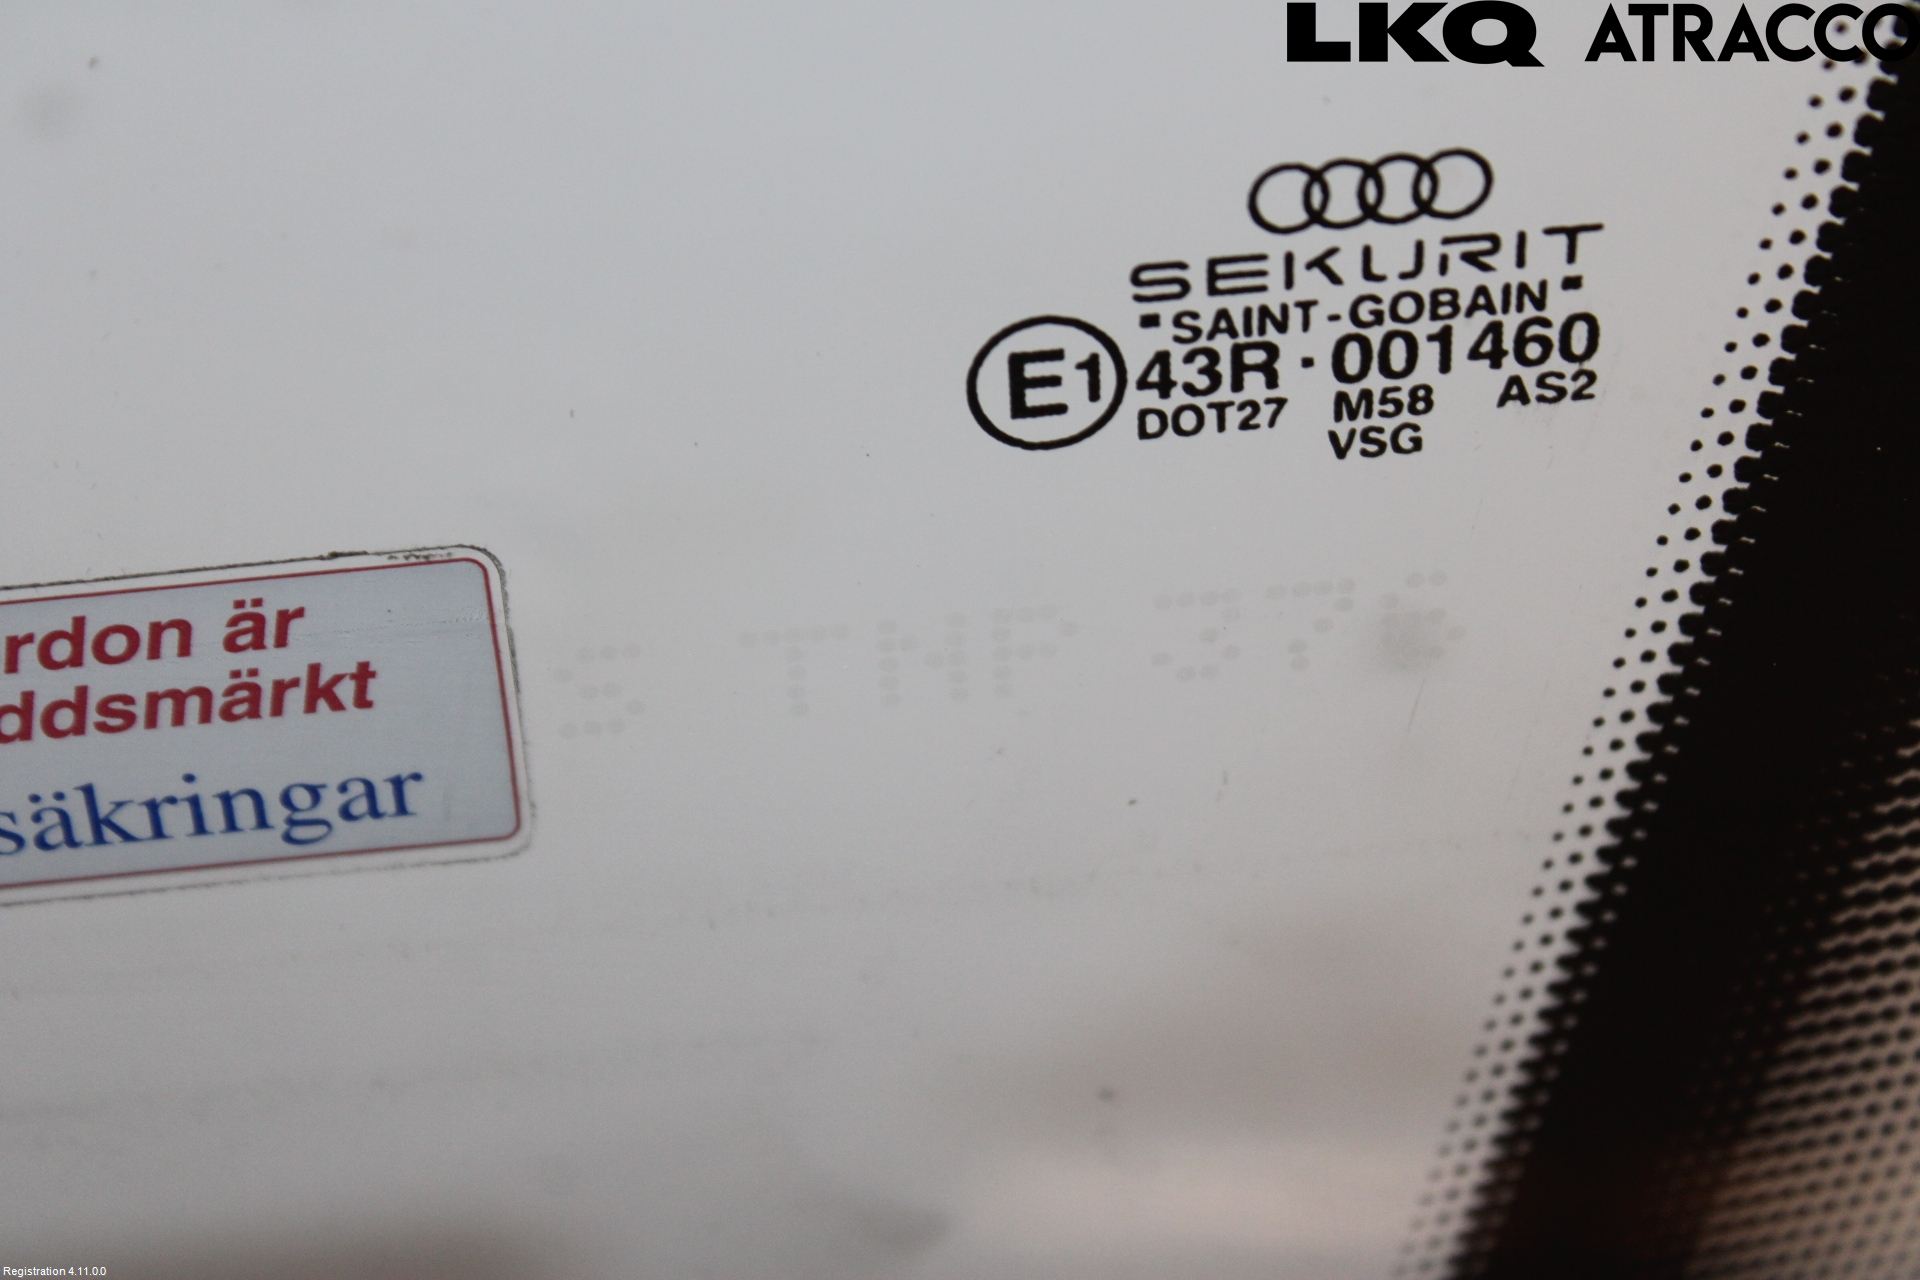 LKQ ATRACCO
SEKURIT
"SAINT-GOBAIN"
E1 43R·001460
DOT27 M58 AS2
VSG
rdon är
ddsmärkt
säkringar
Registration 4.11.0.0